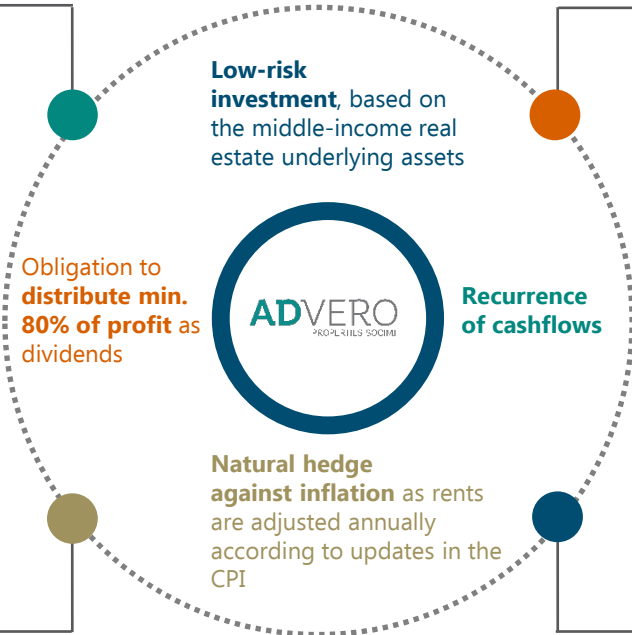 Low-risk
investment, based on
the middle-income real
estate underlying assets
Obligation to
distribute min.
80% of profit as
dividends
ADVERO
PROPERTIES SOCIMI
Recurrence
of cashflows
Natural hedge
against inflation as rents
are adjusted annually
according to updates in the
CPI